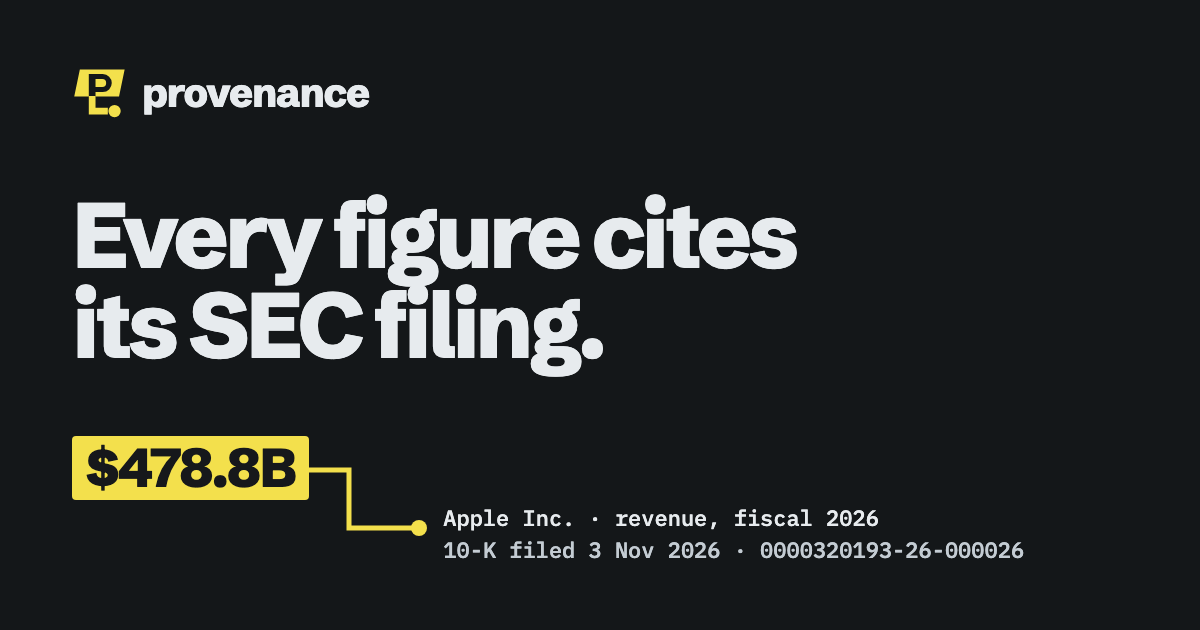 provenance
Every figure cites
its SEC filing.
$478.8B
Apple Inc. · revenue, fiscal 2026
10-K filed 3 Nov 2026 · 0000320193-26-000026